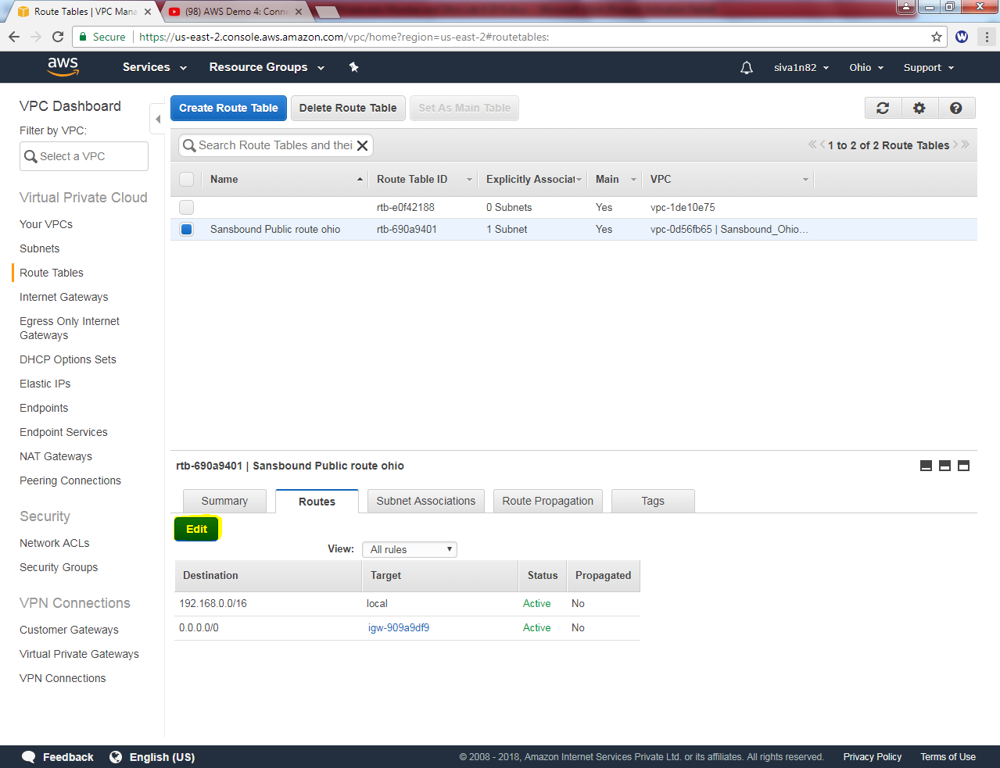 Route Tables | VPC Mana
(98) AWS Demo 4: Conne
Secure
https://us-east-2.console.aws.amazon.com/vpc/home?region=us-east-2#routetables:
W
aws
Services
Resource Groups
siva1n82
Ohio
Support
VPC Dashboard
Filter by VPC:
Select a VPC
Virtual Private Cloud
Your VPCs
Subnets
Route Tables
Internet Gateways
Egress Only Internet
Gateways
DHCP Options Sets
Elastic IPs
Endpoints
Endpoint Services
NAT Gateways
Peering Connections
Security
Network ACLs
Security Groups
VPN Connections
Customer Gateways
Virtual Private Gateways
VPN Connections
Create Route Table
Delete Route Table
Set As Main Table
Search Route Tables and thei
1 to 2 of 2 Route Tables
Name Route Table ID Explicitly Associat Main VPC
rtb-e0f42188 0 Subnets Yes vpc-1de10e75
Sansbound Public route ohio rtb-690a9401 1 Subnet Yes vpc-0d56fb65 | Sansbound_Ohio...
rtb-690a9401 | Sansbound Public route ohio
Summary Routes Subnet Associations Route Propagation Tags
Edit
View: All rules
Destination Target Status Propagated
192.168.0.0/16 local Active No
0.0.0.0/0 igw-909a9df9 Active No
Feedback
English (US)
© 2008 - 2018, Amazon Internet Services Private Ltd. or its affiliates. All rights reserved.
Privacy Policy
Terms of Use